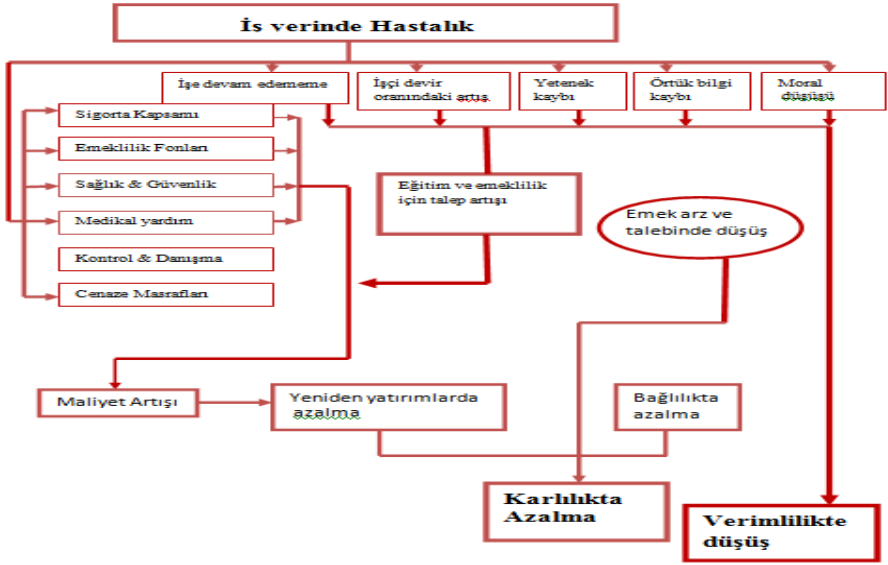 İş verinde Hastalık
İşe devam edememe
İşçi devir
oranındaki artış
Yetenek
kaybı
Örtük bilgi
kaybı
Moral
düşüşü
Sigorta Kapsamı
Emeklilik Fonları
Sağlık & Güvenlik
Medikal yardım
Kontrol & Danışma
Cenaze Masrafları
Eğitim ve emeklilik
için talep artışı
Emek arz ve
talebinde düşüş
Maliyet Artışı
Yeniden yatırımlarda
azalma
Bağlılıkta
azalma
Karlılıkta
Azalma
Verimlilikte
düşüş